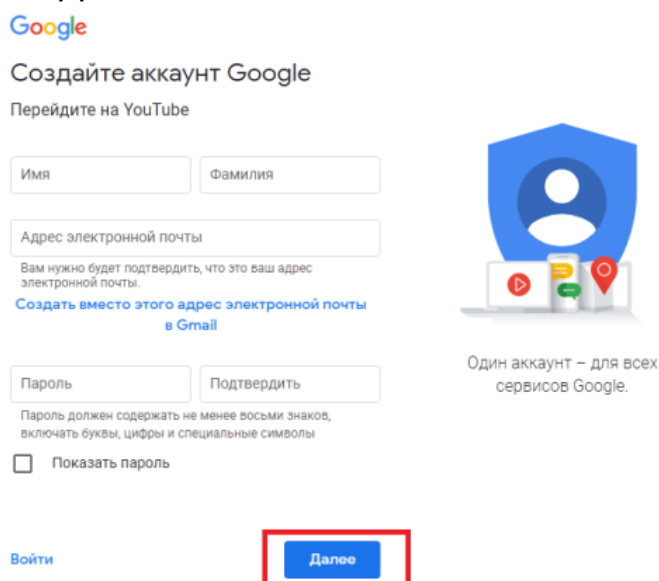 Google
Создайте аккаунт Google
Перейдите на YouTube
Имя
Фамилия
Адрес электронной почты
Вам нужно будет подтвердить, что это ваш адрес
электронной почты.
Создать вместо этого адрес электронной почты
в Gmail
Пароль
Подтвердить
Пароль должен содержать не менее восьми знаков,
включать буквы, цифры и специальные символы
Показать пароль
Один аккаунт – для всех
сервисов Google.
Войти
Далее